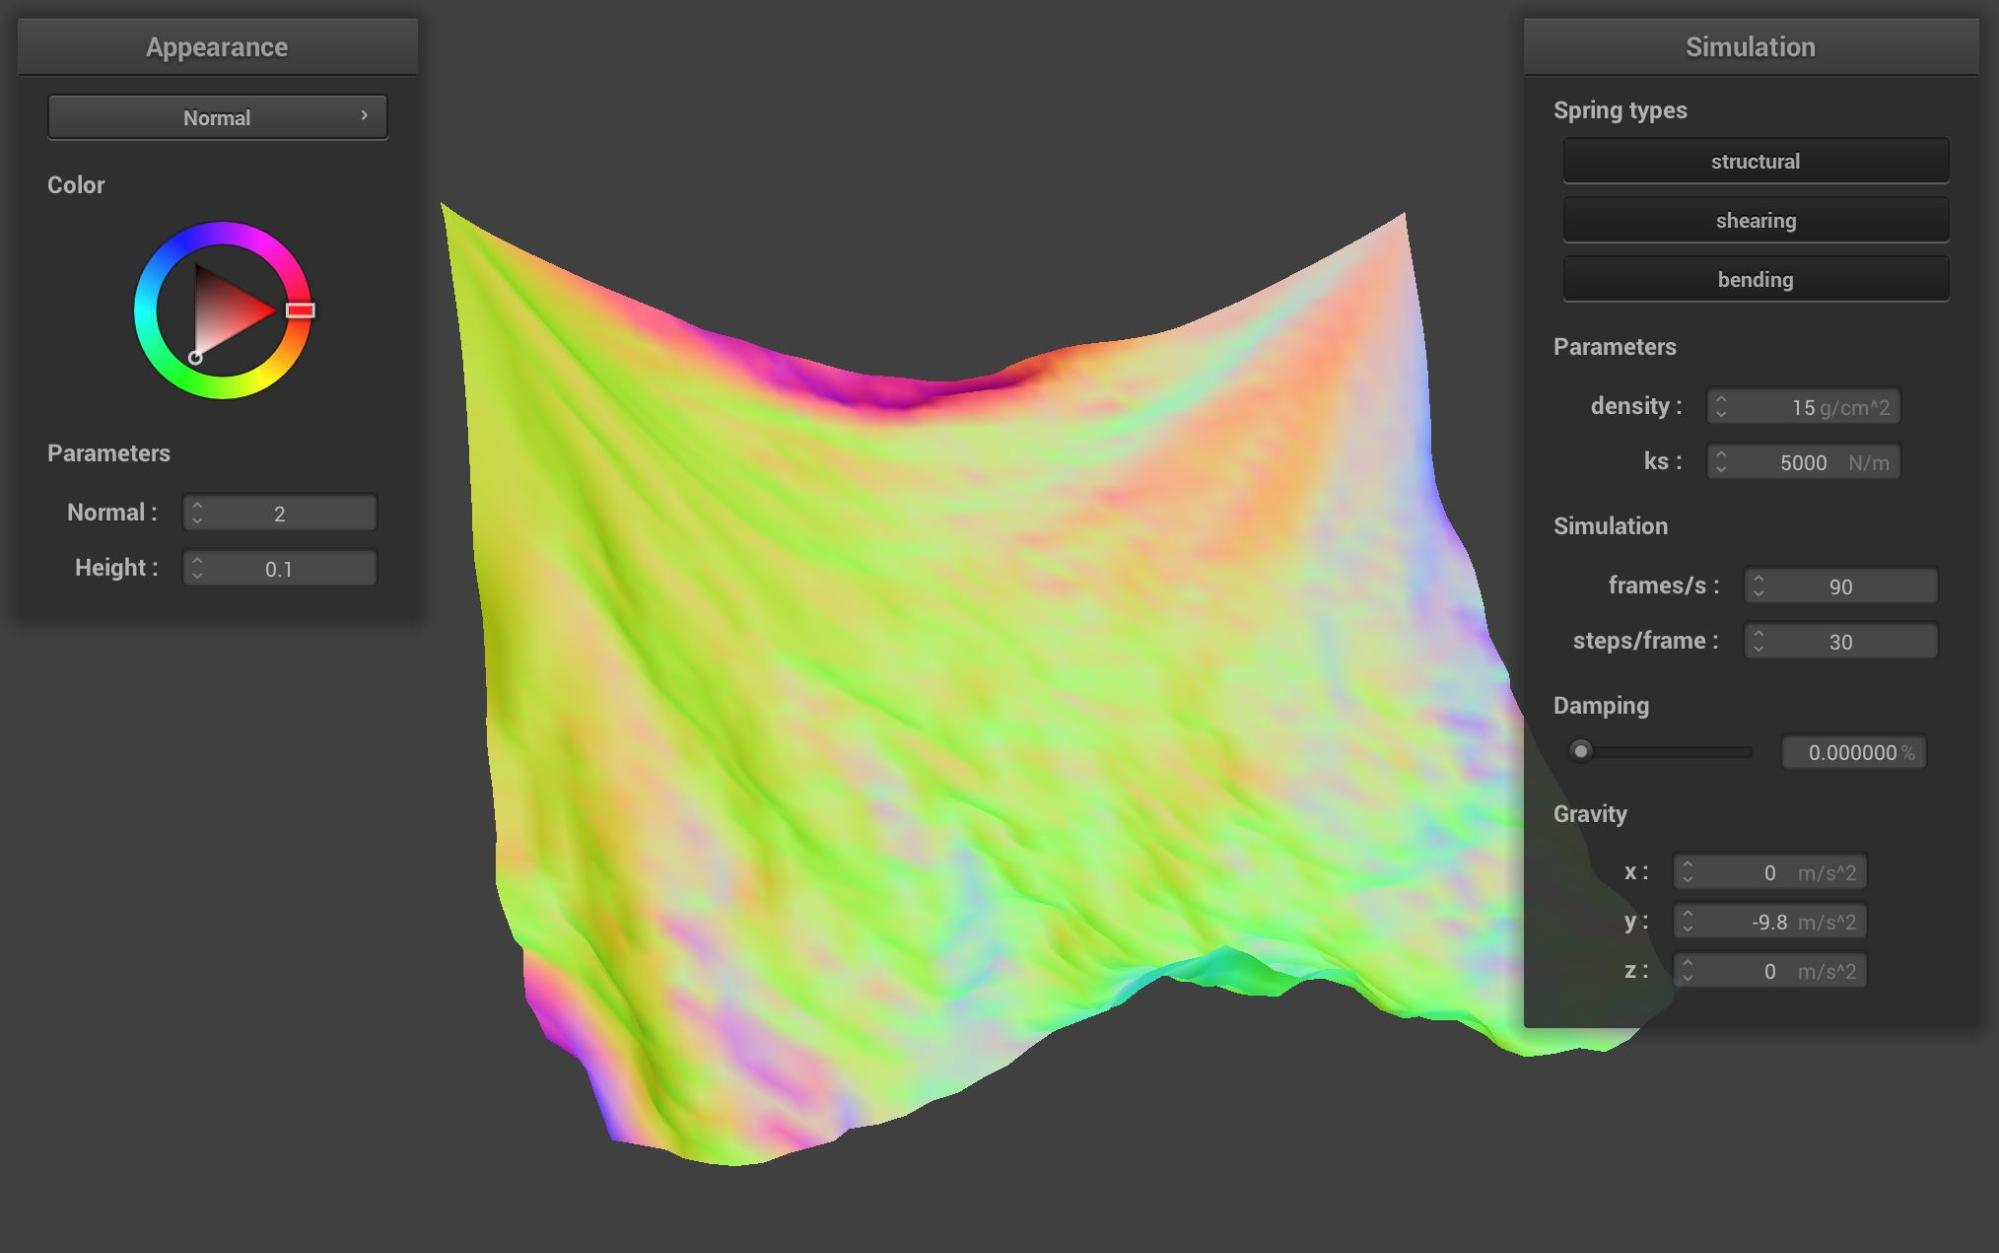 Appearance
Normal
Color
Parameters
Normal :
2
Height :
0.1
Simulation
Spring types
structural
shearing
bending
Parameters
density :
15 g/cm^2
ks :
5000 N/m
Simulation
frames/s :
90
steps/frame :
30
Damping
0.000000 %
Gravity
x :
0 m/s^2
y :
-9.8 m/s^2
z :
0 m/s^2